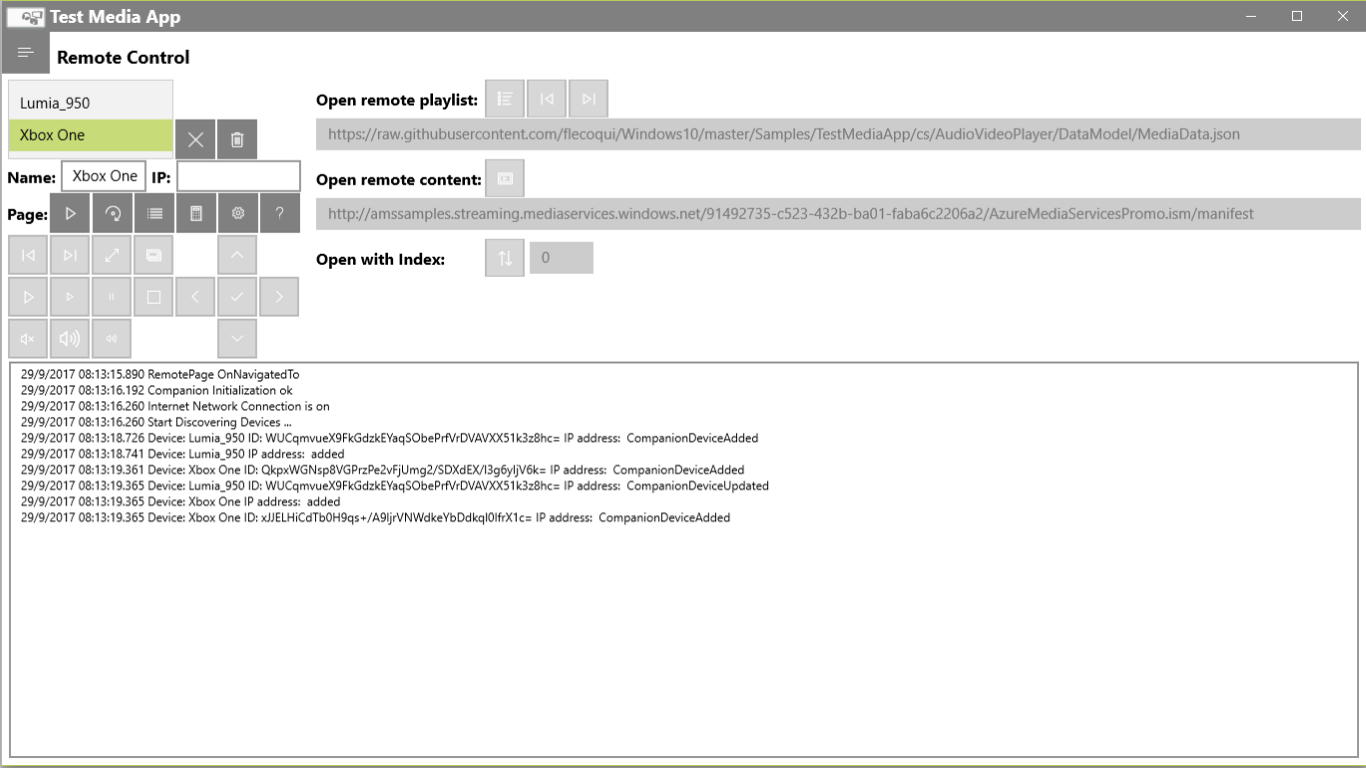 Test Media App
Remote Control
Lumia_950
Xbox One
Name: Xbox One IP:
Page:
Open remote playlist:
https://raw.githubusercontent.com/flecoqui/Windows10/master/Samples/TestMediaApp/cs/AudioVideoPlayer/DataModel/MediaData.json
Open remote content:
http://amssamples.streaming.mediaservices.windows.net/91492735-c523-432b-ba01-faba6c2206a2/AzureMediaServicesPromo.ism/manifest
Open with Index: 0
29/9/2017 08:13:15.890 RemotePage OnNavigatedTo
29/9/2017 08:13:16.192 Companion Initialization ok
29/9/2017 08:13:16.260 Internet Network Connection is on
29/9/2017 08:13:16.260 Start Discovering Devices ...
29/9/2017 08:13:18.726 Device: Lumia_950 ID: WUCqmvueX9FkGdzkEYaqSObePrfVrDVAVXX51k3z8hc= IP address:  CompanionDeviceAdded
29/9/2017 08:13:18.741 Device: Lumia_950 IP address:  added
29/9/2017 08:13:19.361 Device: Xbox One ID: QkpxWGNsp8VGPrzPe2vFjUmg2/SDXdEX/I3g6yIjV6k= IP address:  CompanionDeviceAdded
29/9/2017 08:13:19.365 Device: Lumia_950 ID: WUCqmvueX9FkGdzkEYaqSObePrfVrDVAVXX51k3z8hc= IP address:  CompanionDeviceUpdated
29/9/2017 08:13:19.365 Device: Xbox One IP address:  added
29/9/2017 08:13:19.365 Device: Xbox One ID: xJJELHiCdTb0H9qs+/A9ljrVNWdkeYbDdkqI0lfrX1c= IP address:  CompanionDeviceAdded